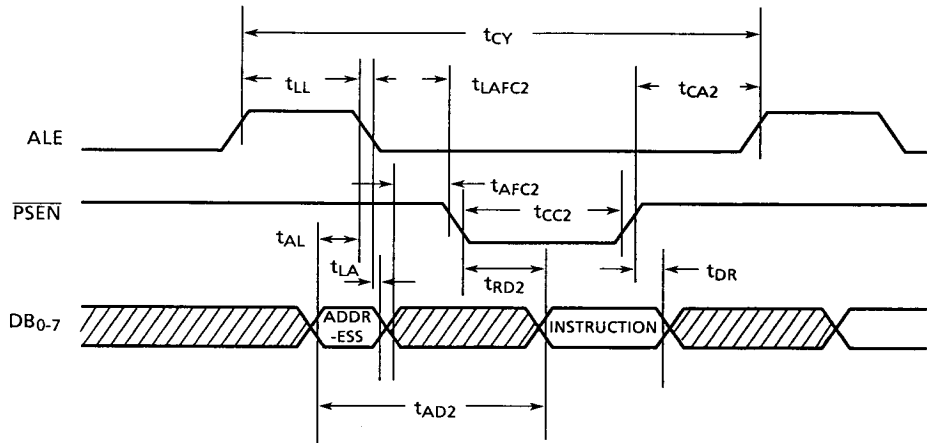 tCY
tLL
tLAFC2
tCA2
ALE
tAFC2
PSEN
tCC2
tAL
tLA
tRD2
tDR
DB0-7
ADDR
-ESS
INSTRUCTION
tAD2